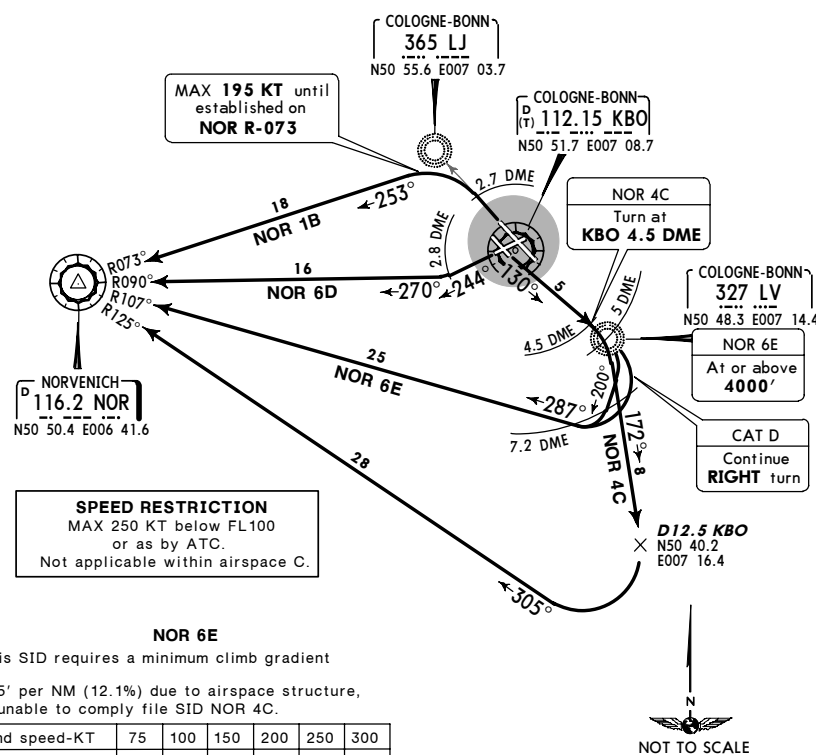 COLOGNE-BONN
365 LJ
N50 55.6 E007 03.7
MAX 195 KT until
established on
NOR R-073
COLOGNE-BONN
D
(T) 112.15 KBO
N50 51.7 E007 08.7
2.7 DME
NOR 4C
Turn at
KBO 4.5 DME
18
253°
NOR 1B
2.8 DME
R073°
R090°
R107°
R125°
16
NOR 6D
270°
244°
130°
5
5 DME
4.5 DME
COLOGNE-BONN
327 LV
N50 48.3 E007 14.4
NOR 6E
At or above
4000'
NORVENICH
D 116.2 NOR
N50 50.4 E006 41.6
25
NOR 6E
287°
200°
7.2 DME
172°
8
NOR 4C
CAT D
Continue
RIGHT turn
28
305°
SPEED RESTRICTION
MAX 250 KT below FL100
or as by ATC.
Not applicable within airspace C.
D12.5 KBO
N50 40.2
E007 16.4
NOR 6E
is SID requires a minimum climb gradient
5' per NM (12.1%) due to airspace structure,
unable to comply file SID NOR 4C.
nd speed-KT 75 100 150 200 250 300
N
NOT TO SCALE